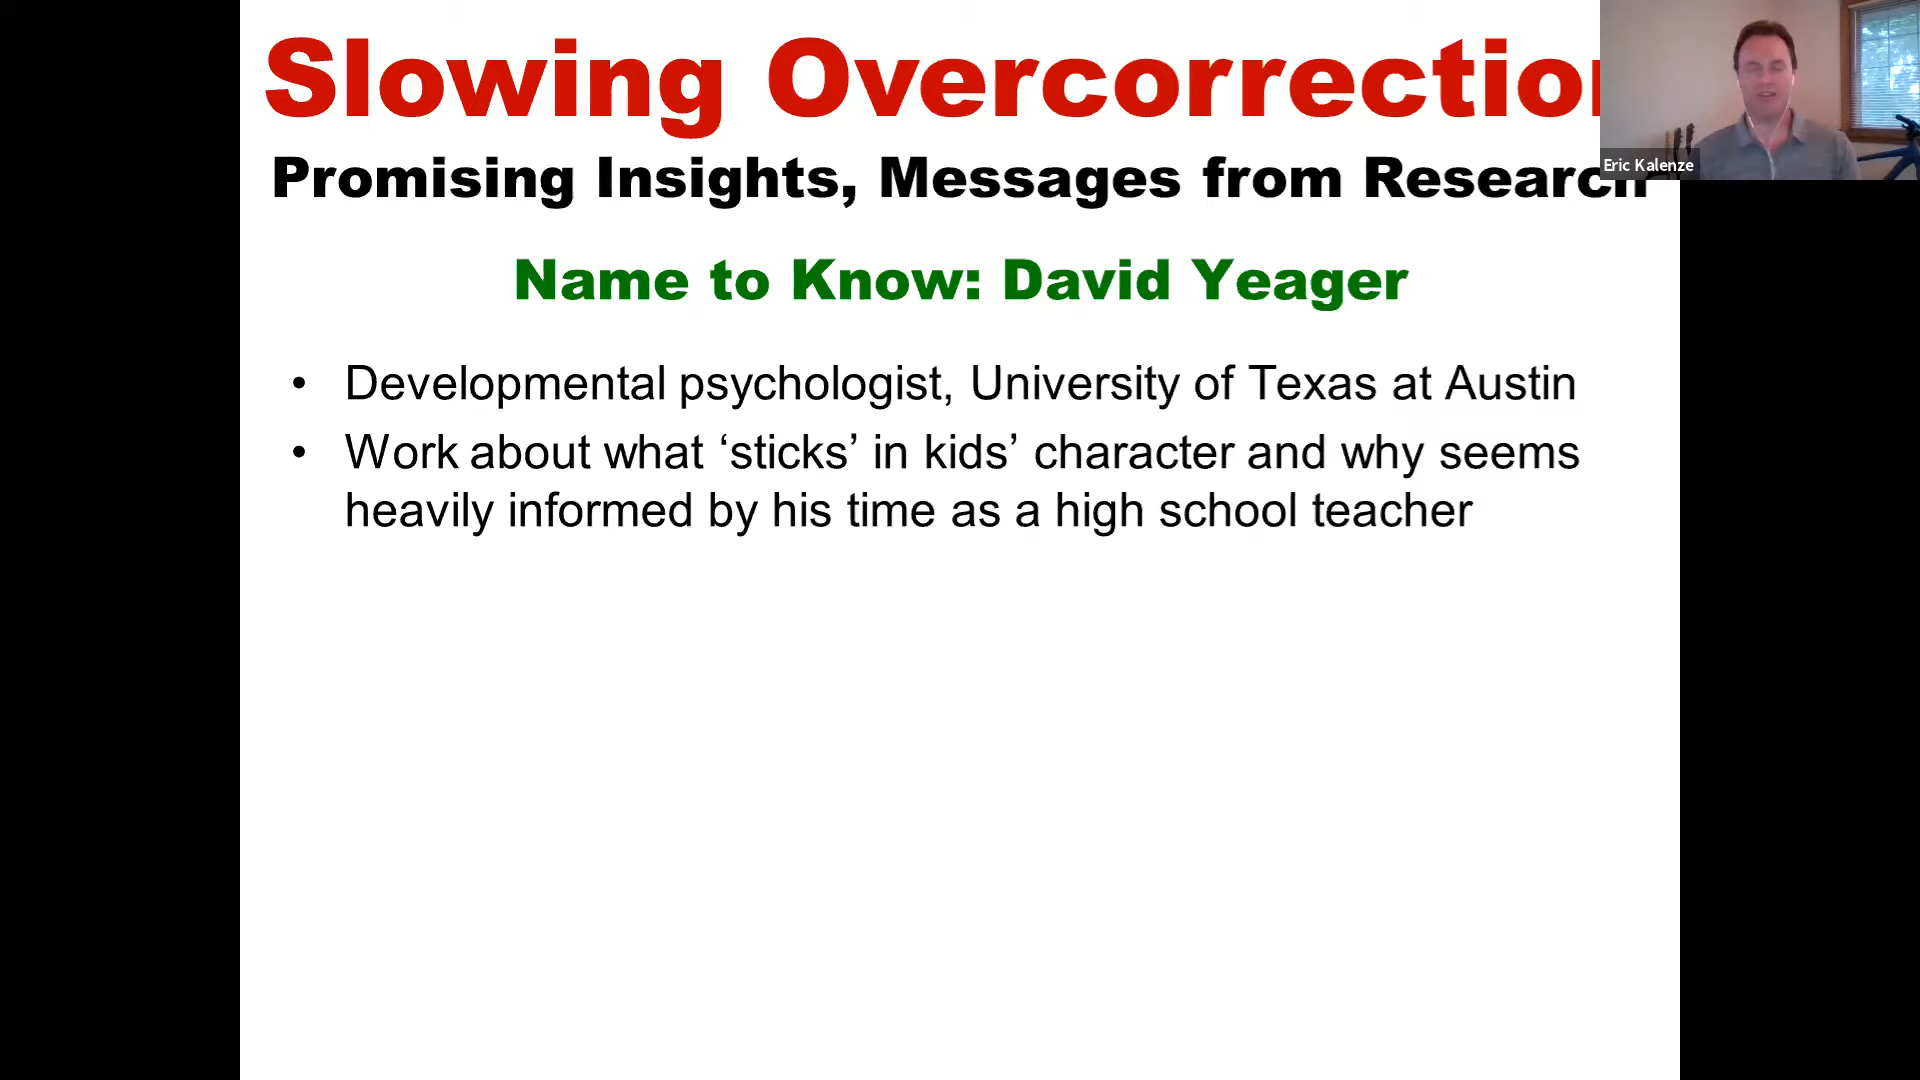 Slowing Overcorrection
Promising Insights, Messages from Research
Eric Kalenze
Name to Know: David Yeager
• Developmental psychologist, University of Texas at Austin
• Work about what ‘sticks’ in kids’ character and why seems
heavily informed by his time as a high school teacher